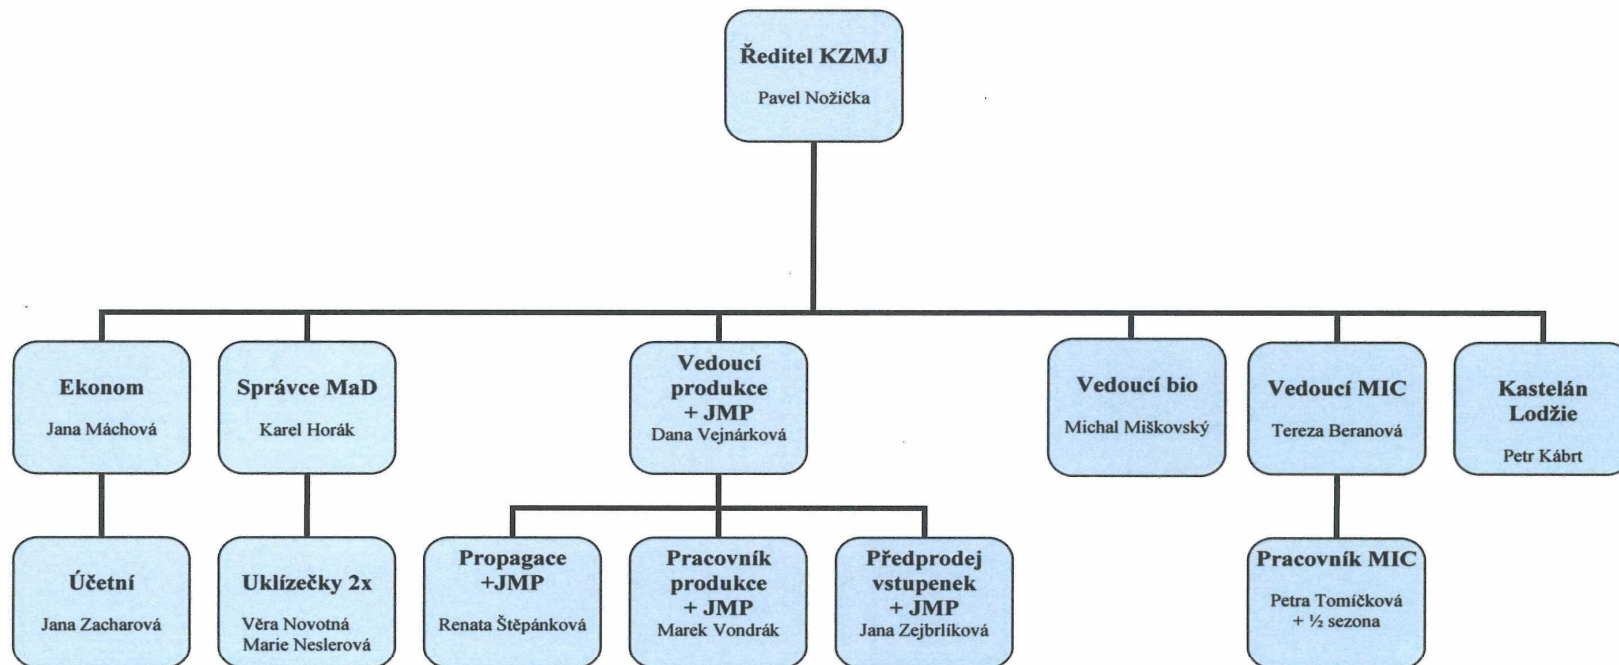 Ředitel KZMJ
Pavel Nožička
Ekonom
Jana Máchová
Správce MaD
Karel Horák
Vedoucí
produkce
+ JMP
Dana Vejnárková
Vedoucí bio
Michal Miškovský
Vedoucí MIC
Tereza Beranová
Kastelán
Lodžie
Petr Kábrt
Účetní
Jana Zacharová
Uklízečky 2x
Věra Novotná
Marie Neslerová
Propagace
+JMP
Renata Štěpánková
Pracovník
produkce
+ JMP
Marek Vondrák
Předprodej
vstupenek
+ JMP
Jana Zejbrlíková
Pracovník MIC
Petra Tomíčková
+ ½ sezona